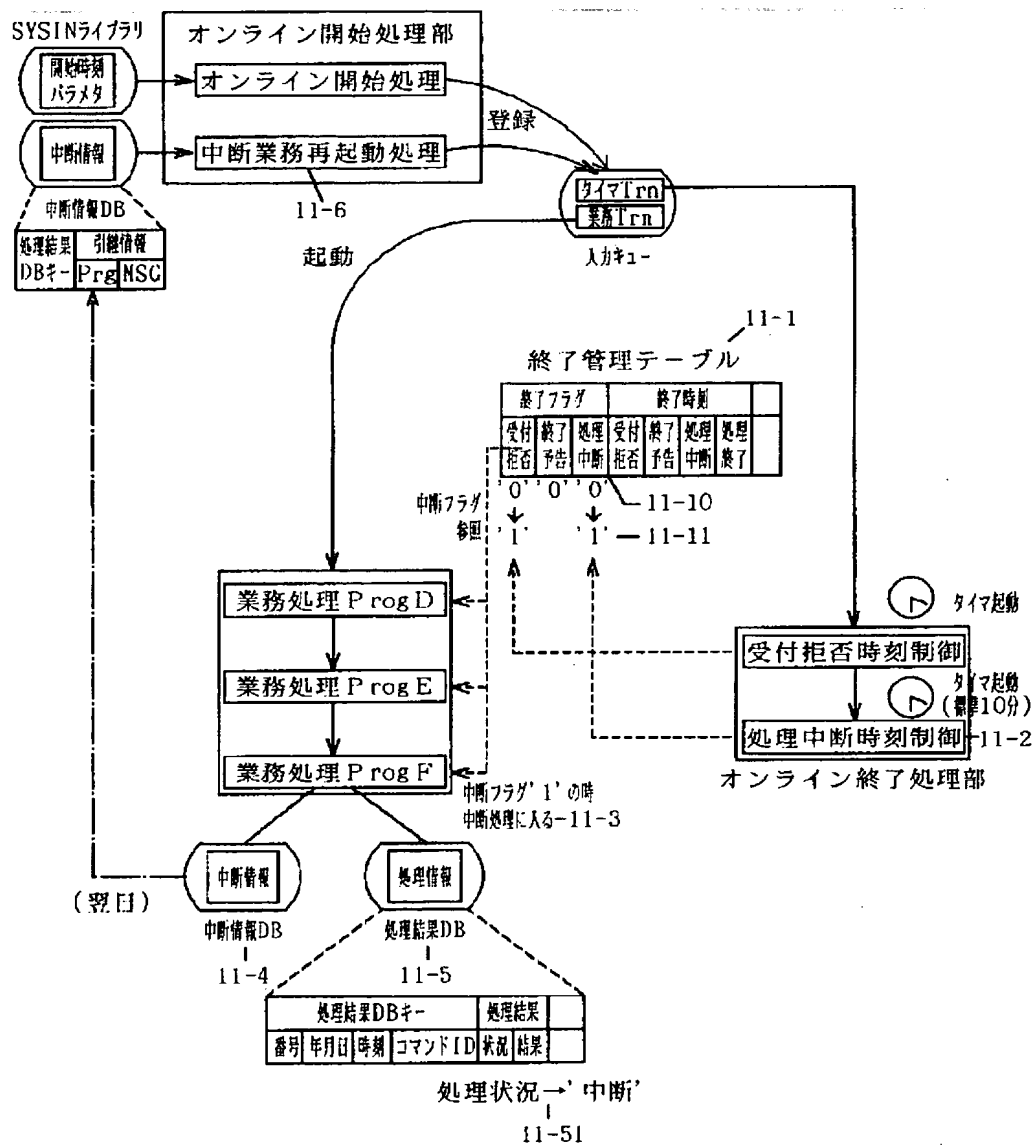 SYSINライブラリ
開始時刻
パラメタ
オンライン開始処理部
オンライン開始処理
登録
中断情報
中断業務再起動処理
11-6
中断情報DB
処理結果
DBキー
引継情報
Prg
MSG
タイマTrn
業務Trn
入力キュー
起動
11-1
終了管理テーブル
終了フラグ
終了時刻
受付
拒否
終了
予告
処理
中断
受付
拒否
終了
予告
処理
中断
処理
終了
'0' '0' '0'
11-10
'1'
'1'
11-11
中断フラグ
参照
業務処理ProgD
業務処理ProgE
業務処理ProgF
タイマ起動
受付拒否時刻制御
タイマ起動
(標準10分)
処理中断時刻制御
11-2
オンライン終了処理部
中断フラグ'1'の時
中断処理に入る-11-3
(翌日)
中断情報
中断情報DB
11-4
処理情報
処理結果DB
11-5
処理結果DBキー
処理結果
番号
年月日
時刻
コマンドID
状況
結果
処理状況→'中断'
11-51